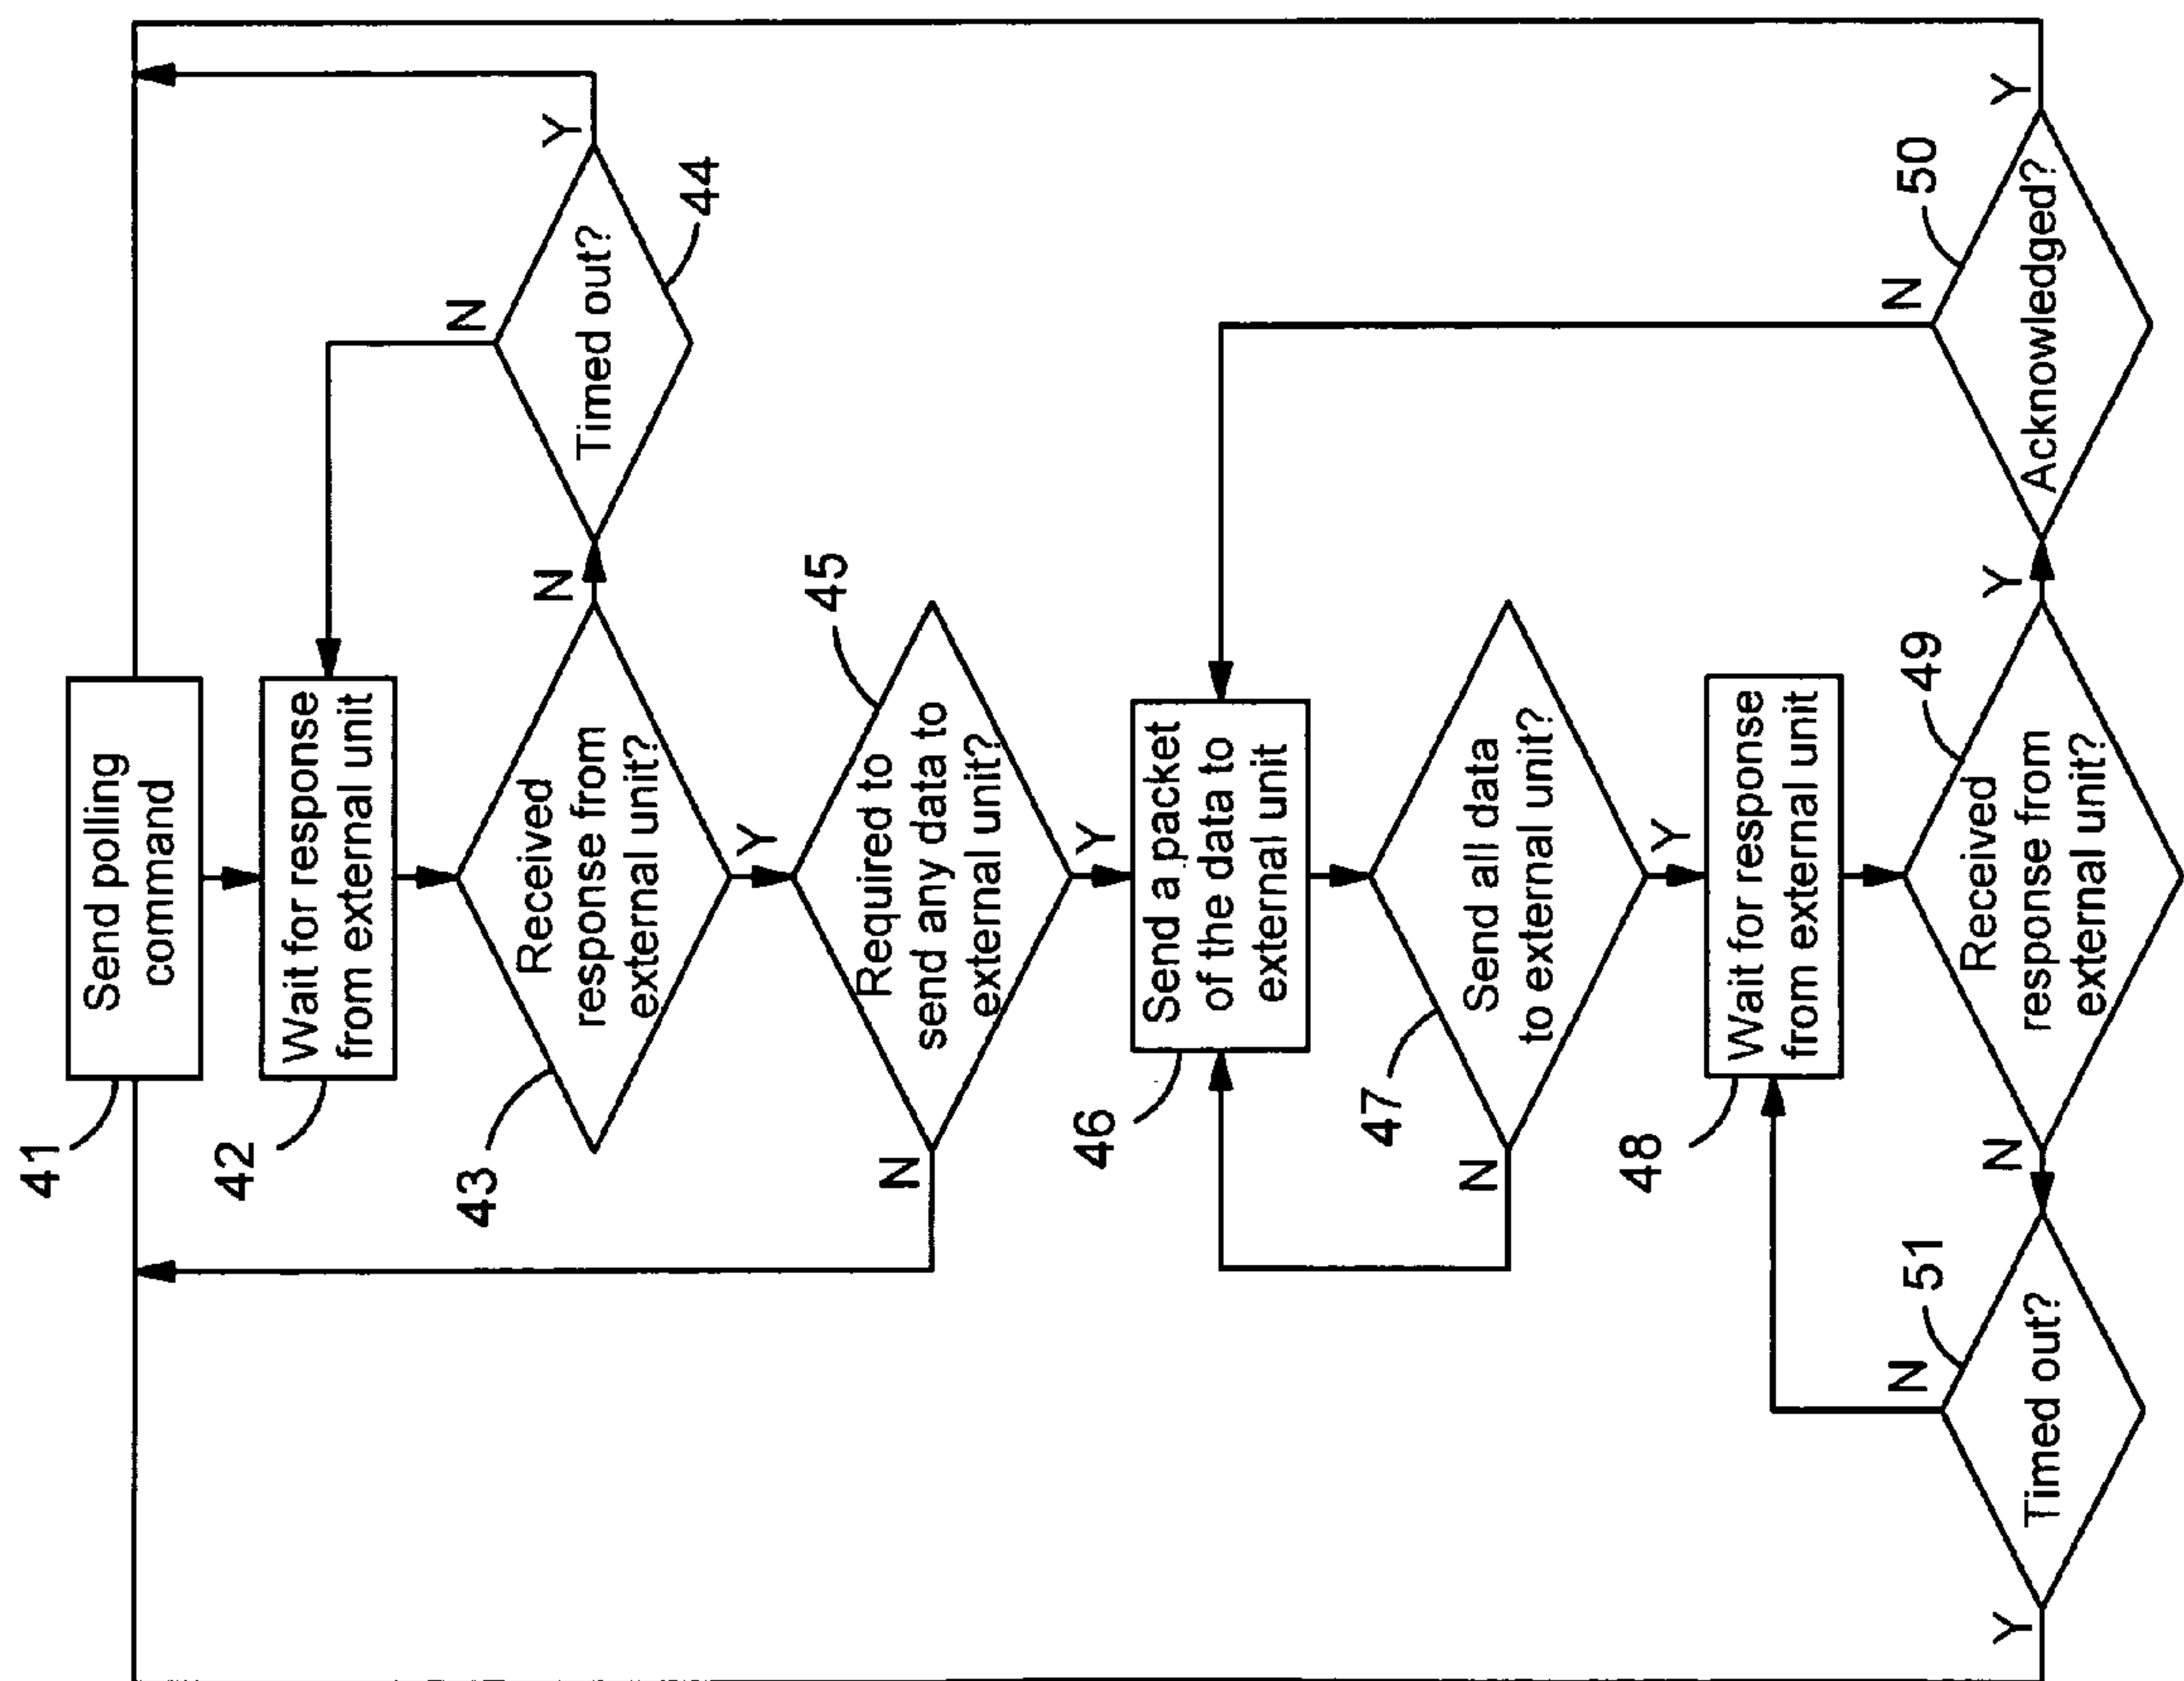 41
Send polling
command
42
Wait for response
from external unit
43
Received
response from
external unit?
N
Y
44
Timed out?
N
Y
45
Required to
send any data to
external unit?
N
Y
46
Send a packet
of the data to
external unit
47
Send all data
to external unit?
N
Y
48
Wait for response
from external unit
49
Received
response from
external unit?
N
Y
50
Acknowledged?
N
Y
51
Timed out?
N
Y